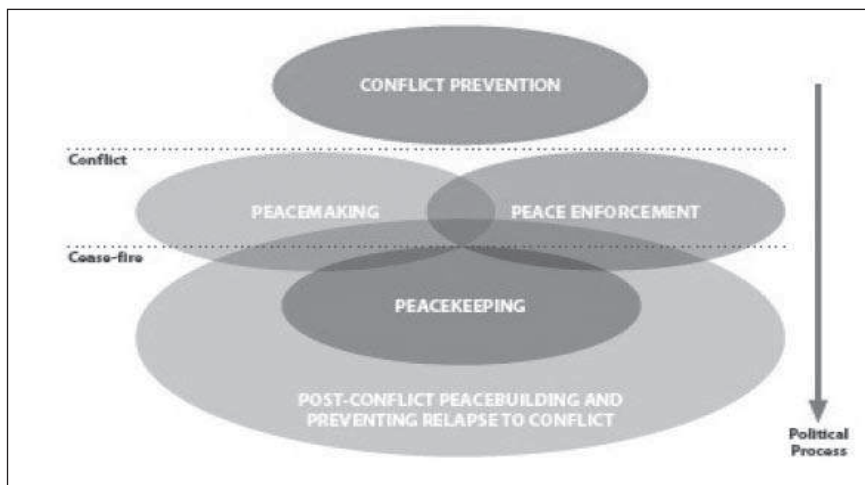 CONFLICT PREVENTION
Conflict
PEACEMAKING
PEACE ENFORCEMENT
Cease-fire
PEACEKEEPING
POST-CONFLICT PEACEBUILDING AND
PREVENTING RELAPSE TO CONFLICT
Political
Process